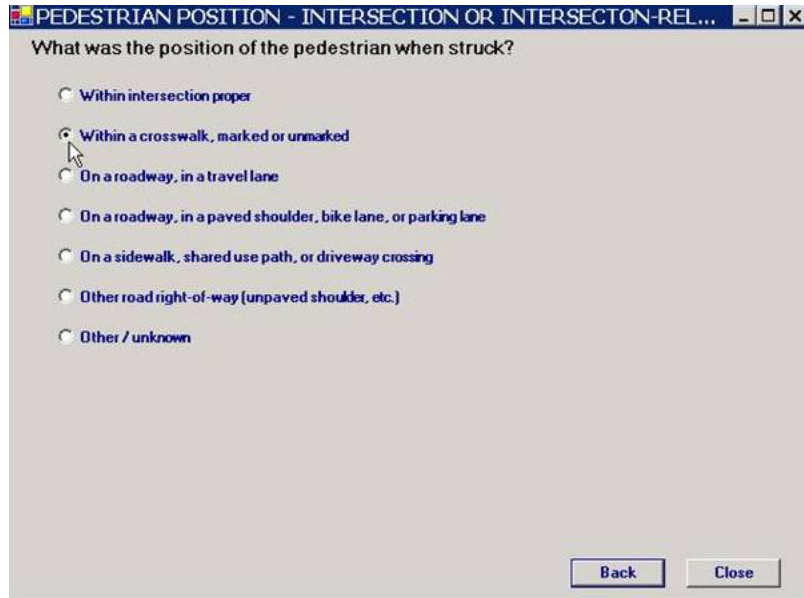 PEDESTRIAN POSITION - INTERSECTION OR INTERSECTON-REL...
What was the position of the pedestrian when struck?
Within intersection proper
Within a crosswalk, marked or unmarked
On a roadway, in a travel lane
On a roadway, in a paved shoulder, bike lane, or parking lane
On a sidewalk, shared use path, or driveway crossing
Other road right-of-way (unpaved shoulder, etc.)
Other / unknown
Back Close